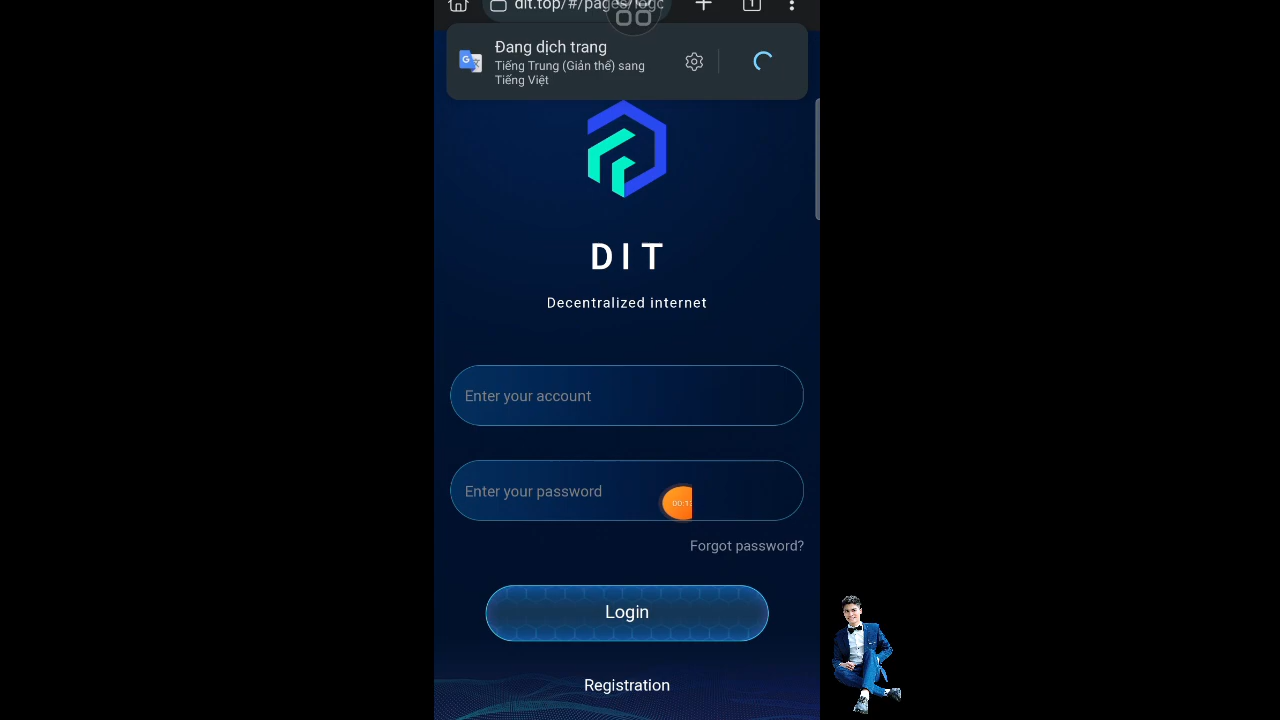 dit.top/#/pages/logo
1
Đang dịch trang
Tiếng Trung (Giản thể) sang
Tiếng Việt
DIT
Decentralized internet
Enter your account
Enter your password
Forgot password?
Login
Registration